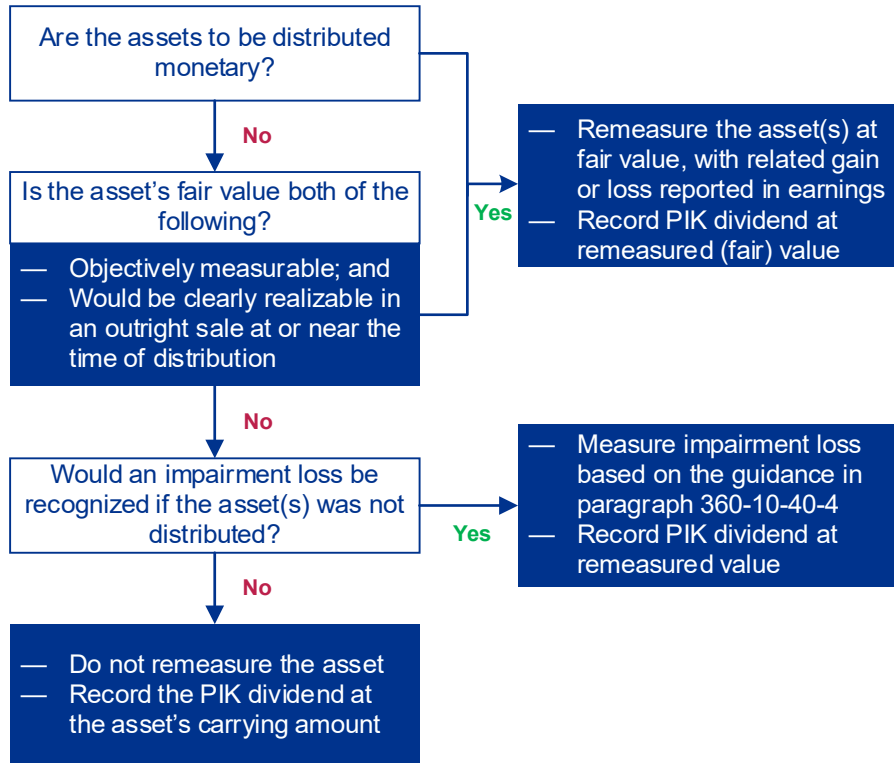 Are the assets to be distributed
monetary?
No
Is the asset's fair value both of the
following?
— Objectively measurable; and
— Would be clearly realizable in
an outright sale at or near the
time of distribution
Yes
— Remeasure the asset(s) at
fair value, with related gain
or loss reported in earnings
— Record PIK dividend at
remeasured (fair) value
No
Would an impairment loss be
recognized if the asset(s) was not
distributed?
Yes
— Measure impairment loss
based on the guidance in
paragraph 360-10-40-4
— Record PIK dividend at
remeasured value
No
— Do not remeasure the asset
— Record the PIK dividend at
the asset's carrying amount